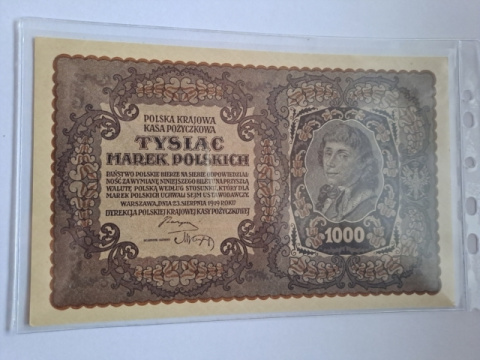 POLSKA KRAJOWA
KASA POŻYCZKOWA
TYSIĄC
MAREK POLSKICH
PAŃSTWO POLSKIE BIERZE NA SIEBIE ODPOWIEDZIAL
NOŚĆ ZA WYMIANĘ NINIEJSZEGO BILETU NA PRZYSZŁĄ
WALUTĘ POLSKĄ WEDŁUG STOSUNKU, KTÓRY DLA
MAREK POLSKICH UCHWALI SEJM USTAWODAWCZY
WARSZAWA, DNIA 23 SIERPNIA 1919 ROKU
DYREKCJA POLSKIEJ KRAJOWEJ KASY POŻYCZKOWEJ
1000